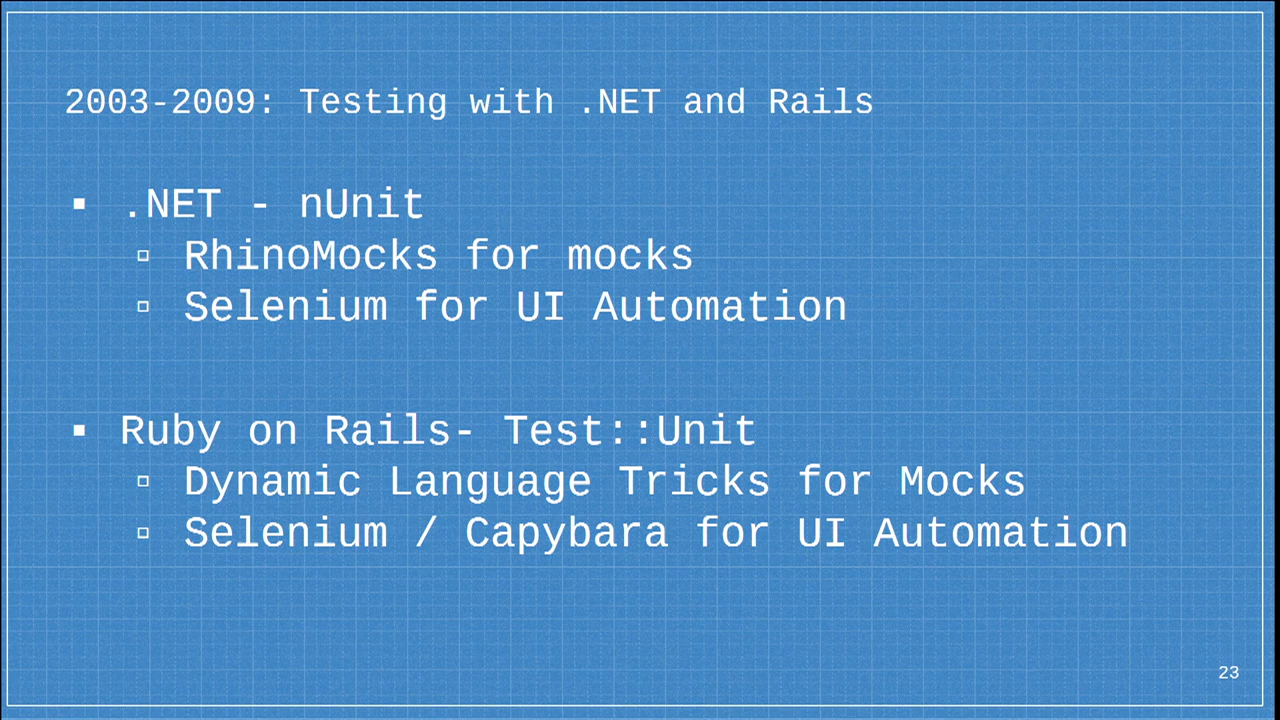 2003-2009: Testing with .NET and Rails
▪ .NET - nUnit
▫ RhinoMocks for mocks
▫ Selenium for UI Automation
▪ Ruby on Rails- Test::Unit
▫ Dynamic Language Tricks for Mocks
▫ Selenium / Capybara for UI Automation
23